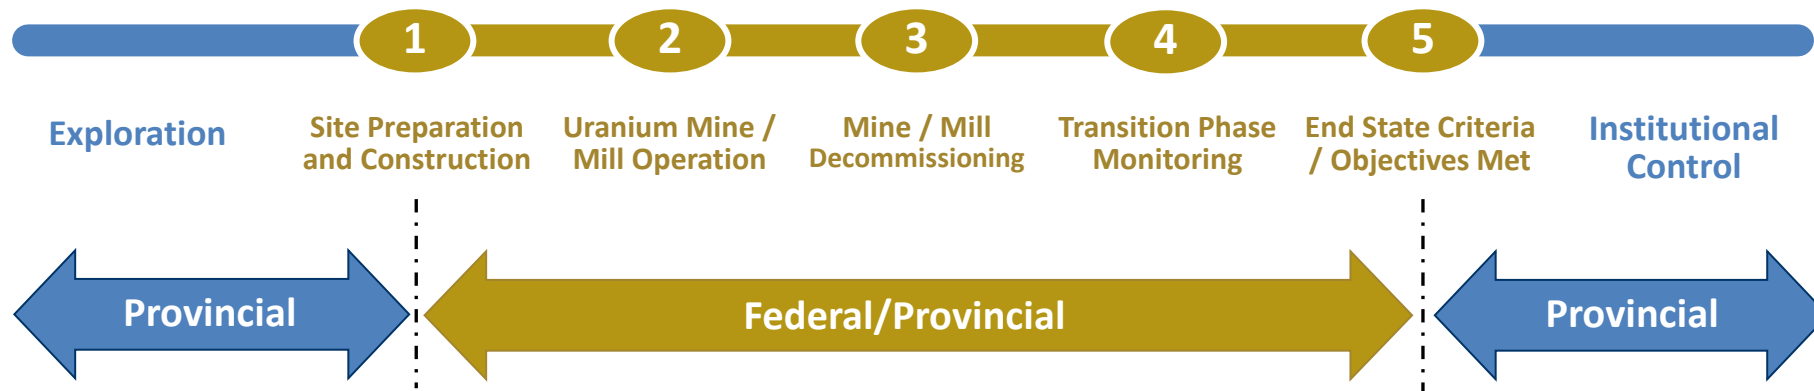 1
2
3
4
5
Exploration
Site Preparation
and Construction
Uranium Mine /
Mill Operation
Mine / Mill
Decommissioning
Transition Phase
Monitoring
End State Criteria
/ Objectives Met
Institutional
Control
Provincial
Federal/Provincial
Provincial